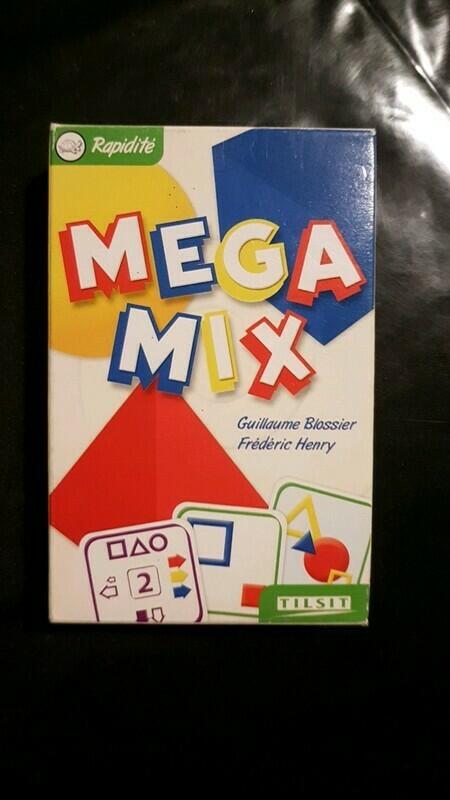 Rapidité
MEGA
MIX
Guillaume Blossier
Frédéric Henry
2
TILSIT